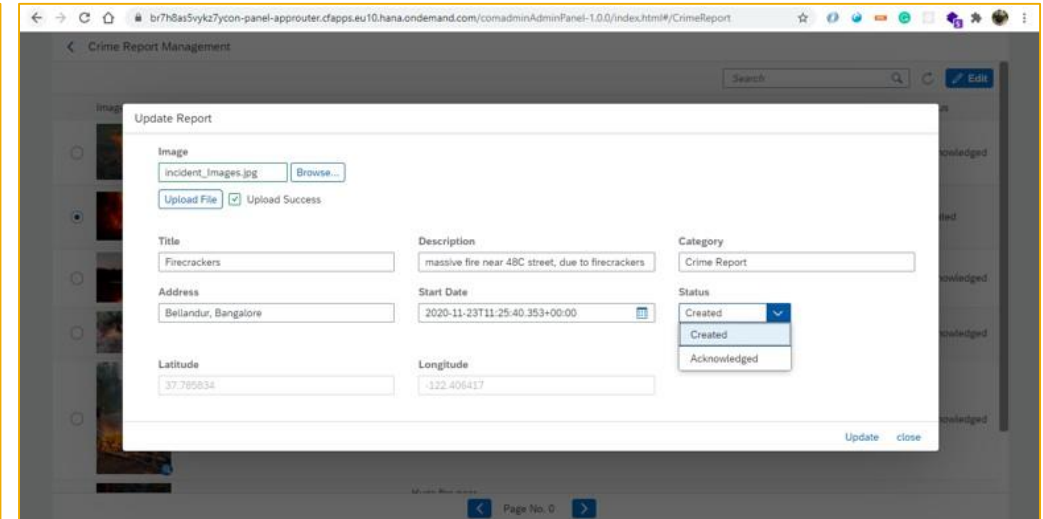 br7h8as5vykz7ycon-panel-approuter.cfapps.eu10.hana.ondemand.com/comadminAdminPanel-1.0.0/index.html#/CrimeReport
Crime Report Management
Search
Edit
Update Report
Image
incident_Images.jpg Browse...
Upload File Upload Success
Title Description Category
Firecrackers massive fire near 48C street, due to firecrackers Crime Report
Address Start Date Status
Bellandur, Bangalore 2020-11-23T11:25:40.353+00:00 Created
Created
Acknowledged
Latitude Longitude
37.785834 -122.406417
Update close
Page No. 0